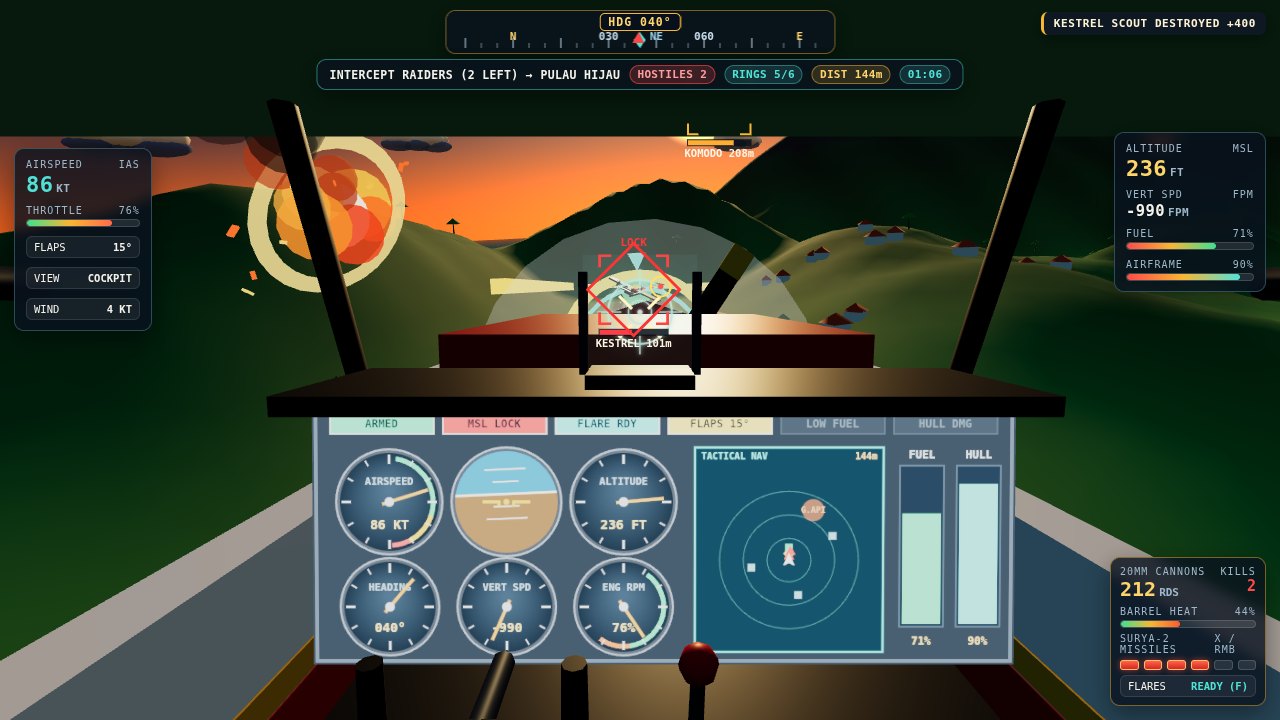 HDG 040°
N 030 NE 060 E
KESTREL SCOUT DESTROYED +400
INTERCEPT RAIDERS (2 LEFT) → PULAU HIJAU HOSTILES 2 RINGS 5/6 DIST 144m 01:06
AIRSPEED IAS
86 KT
THROTTLE 76%
FLAPS 15°
VIEW COCKPIT
WIND 4 KT
KOMODO 208m
LOCK
KESTREL 101m
ALTITUDE MSL
236 FT
VERT SPD FPM
-990 FPM
FUEL 71%
AIRFRAME 90%
ARMED MSL LOCK FLARE RDY FLAPS 15° LOW FUEL HULL DMG
AIRSPEED
86 KT
ALTITUDE
236 FT
HEADING
040°
VERT SPD
-990
ENG RPM
76%
TACTICAL NAV 144m
G.API
FUEL HULL
71% 90%
20MM CANNONS KILLS
212 RDS 2
BARREL HEAT 44%
SURYA-2 MISSILES X / RMB
FLARES READY (F)